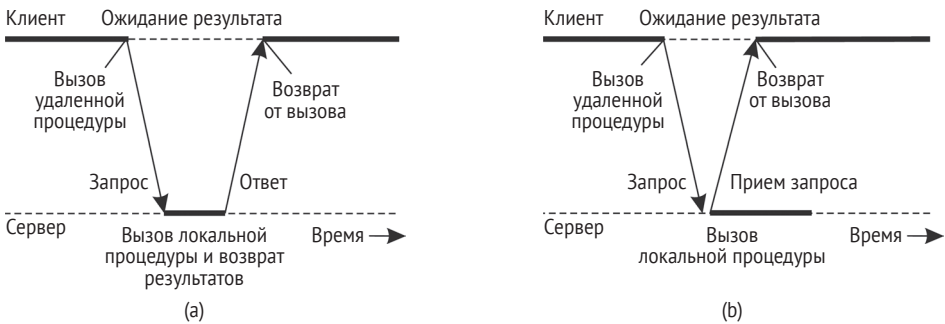 Клиент
Ожидание результата
Вызов
удаленной
процедуры
Возврат
от вызова
Запрос
Ответ
Сервер
Вызов локальной
процедуры и возврат
результатов
Время
(a)
Клиент
Ожидание результата
Вызов
удаленной
процедуры
Возврат
от вызова
Запрос
Прием запроса
Сервер
Вызов
локальной процедуры
Время
(b)